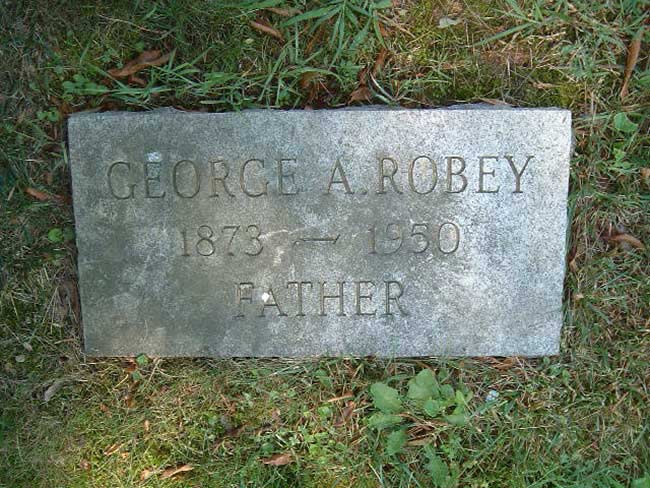 GEORGE A. ROBEY
1873 — 1950
FATHER